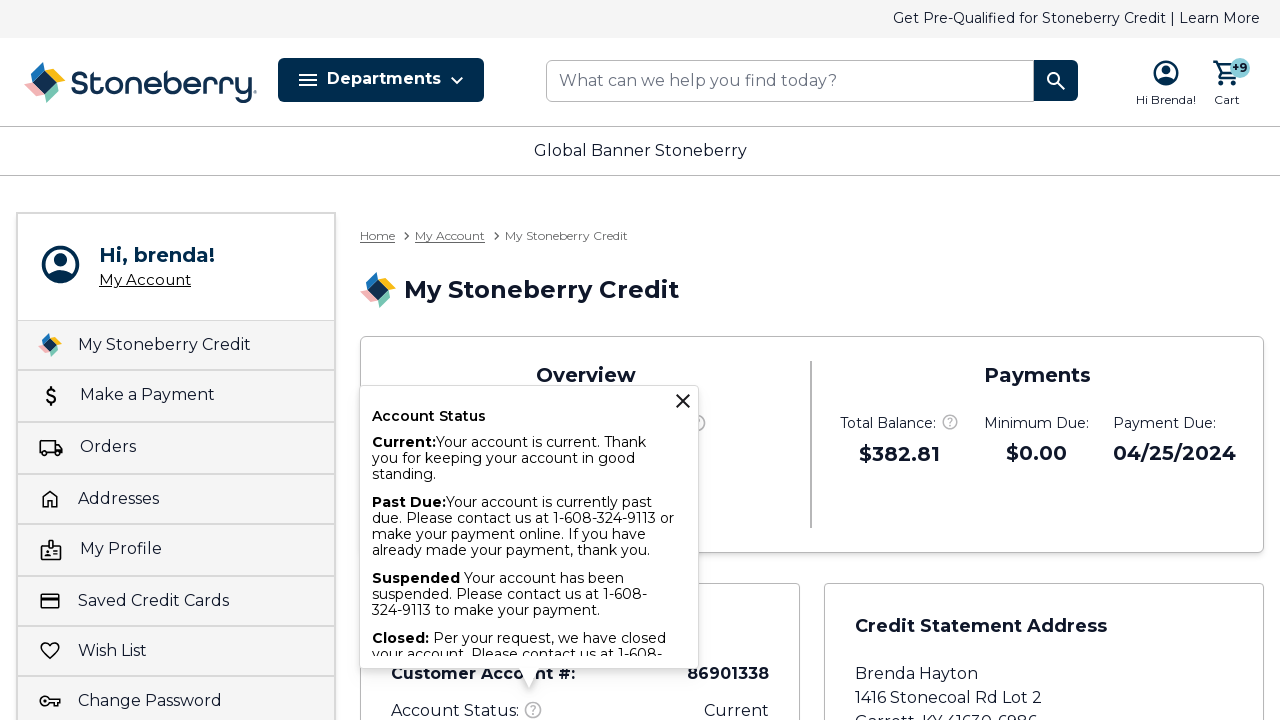 Get Pre-Qualified for Stoneberry Credit | Learn More
Stoneberry.
Departments
What can we help you find today?
Hi Brenda!
+9
Cart
Global Banner Stoneberry
Hi, brenda!
My Account
My Stoneberry Credit
Make a Payment
Orders
Addresses
My Profile
Saved Credit Cards
Wish List
Change Password
Home > My Account > My Stoneberry Credit
My Stoneberry Credit
Overview
Account Status
Current:Your account is current. Thank
you for keeping your account in good
standing.
Past Due:Your account is currently past
due. Please contact us at 1-608-324-9113 or
make your payment online. If you have
already made your payment, thank you.
Suspended Your account has been
suspended. Please contact us at 1-608-
324-9113 to make your payment.
Closed: Per your request, we have closed
your account. Please contact us at 1-608-
Payments
Total Balance: ?
$382.81
Minimum Due:
$0.00
Payment Due:
04/25/2024
Customer Account #: 86901338
Account Status: ? Current
Credit Statement Address
Brenda Hayton
1416 Stonecoal Rd Lot 2
Garrett, KY 41630-6986